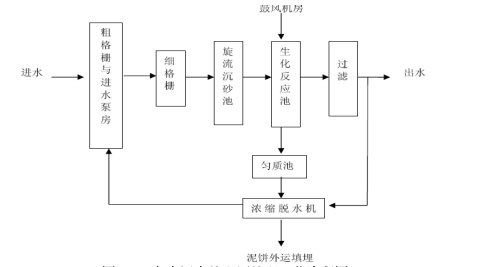 鼓风机房
进水
粗格栅与进水泵房
细格栅
旋流沉砂池
生化反应池
过滤
出水
匀质池
浓缩脱水机
泥饼外运填埋